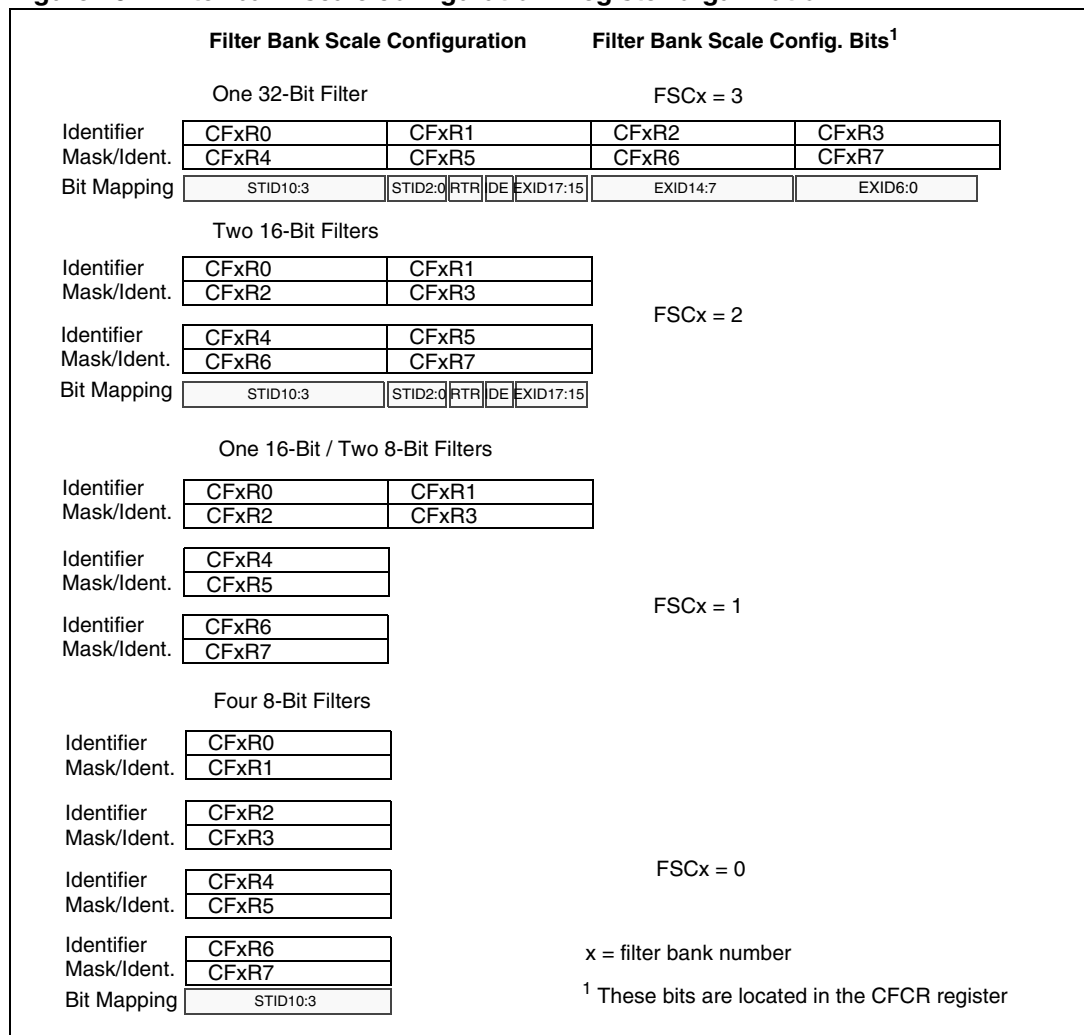 Filter Bank Scale Configuration Filter Bank Scale Config. Bits1
One 32-Bit Filter FSCx = 3
Identifier CFxR0 CFxR1 CFxR2 CFxR3
Mask/Ident. CFxR4 CFxR5 CFxR6 CFxR7
Bit Mapping STID10:3 STID2:0 RTR IDE EXID17:15 EXID14:7 EXID6:0
Two 16-Bit Filters
Identifier CFxR0 CFxR1
Mask/Ident. CFxR2 CFxR3
FSCx = 2
Identifier CFxR4 CFxR5
Mask/Ident. CFxR6 CFxR7
Bit Mapping STID10:3 STID2:0 RTR IDE EXID17:15
One 16-Bit / Two 8-Bit Filters
Identifier CFxR0 CFxR1
Mask/Ident. CFxR2 CFxR3
Identifier CFxR4
Mask/Ident. CFxR5
FSCx = 1
Identifier CFxR6
Mask/Ident. CFxR7
Four 8-Bit Filters
Identifier CFxR0
Mask/Ident. CFxR1
Identifier CFxR2
Mask/Ident. CFxR3
FSCx = 0
Identifier CFxR4
Mask/Ident. CFxR5
Identifier CFxR6
Mask/Ident. CFxR7
Bit Mapping STID10:3
x = filter bank number
1 These bits are located in the CFCR register